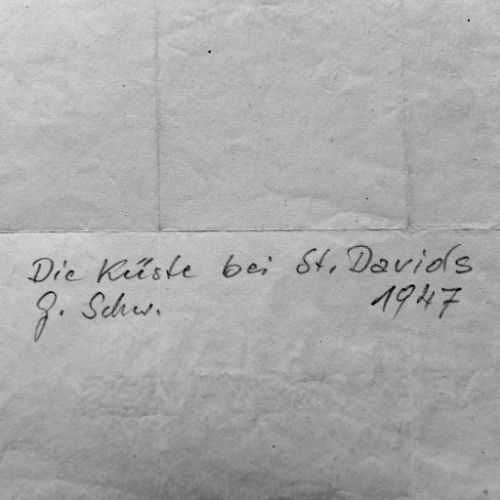 Die Küste bei St. Davids
G. Schw. 1947